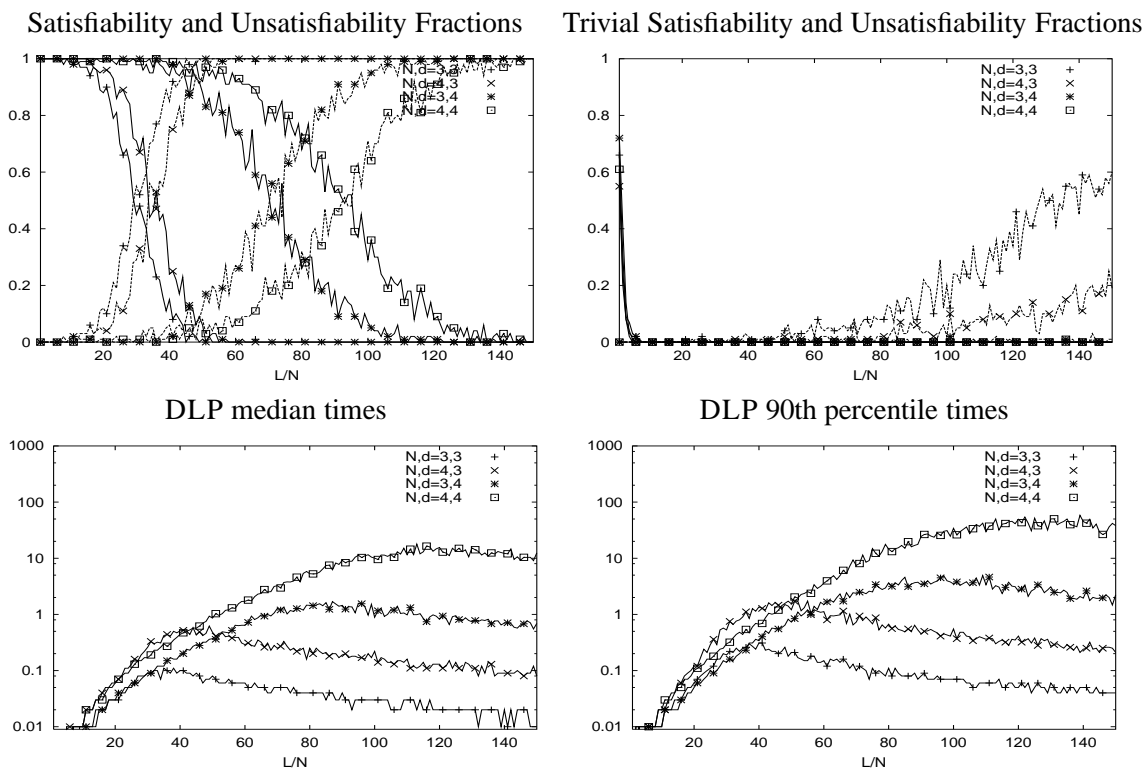 Satisfiability and Unsatisfiability Fractions
1
0.8
0.6
0.4
0.2
0
20 40 60 80 100 120 140
L/N
N,d=3,3
N,d=4,3
N,d=3,4
N,d=4,4
Trivial Satisfiability and Unsatisfiability Fractions
1
0.8
0.6
0.4
0.2
0
20 40 60 80 100 120 140
L/N
N,d=3,3
N,d=4,3
N,d=3,4
N,d=4,4
DLP median times
1000
100
10
1
0.1
0.01
20 40 60 80 100 120 140
L/N
N,d=3,3
N,d=4,3
N,d=3,4
N,d=4,4
DLP 90th percentile times
1000
100
10
1
0.1
0.01
20 40 60 80 100 120 140
L/N
N,d=3,3
N,d=4,3
N,d=3,4
N,d=4,4